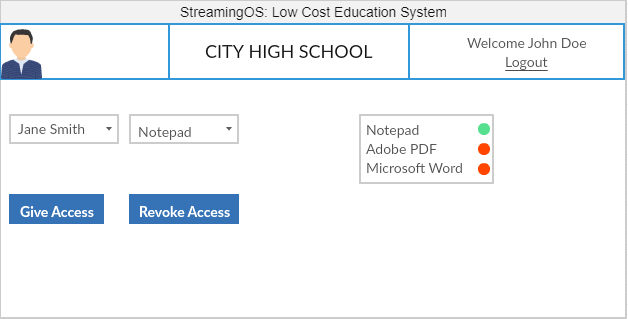 StreamingOS: Low Cost Education System
CITY HIGH SCHOOL
Welcome John Doe
Logout
Jane Smith
Notepad
Notepad
Adobe PDF
Microsoft Word
Give Access
Revoke Access